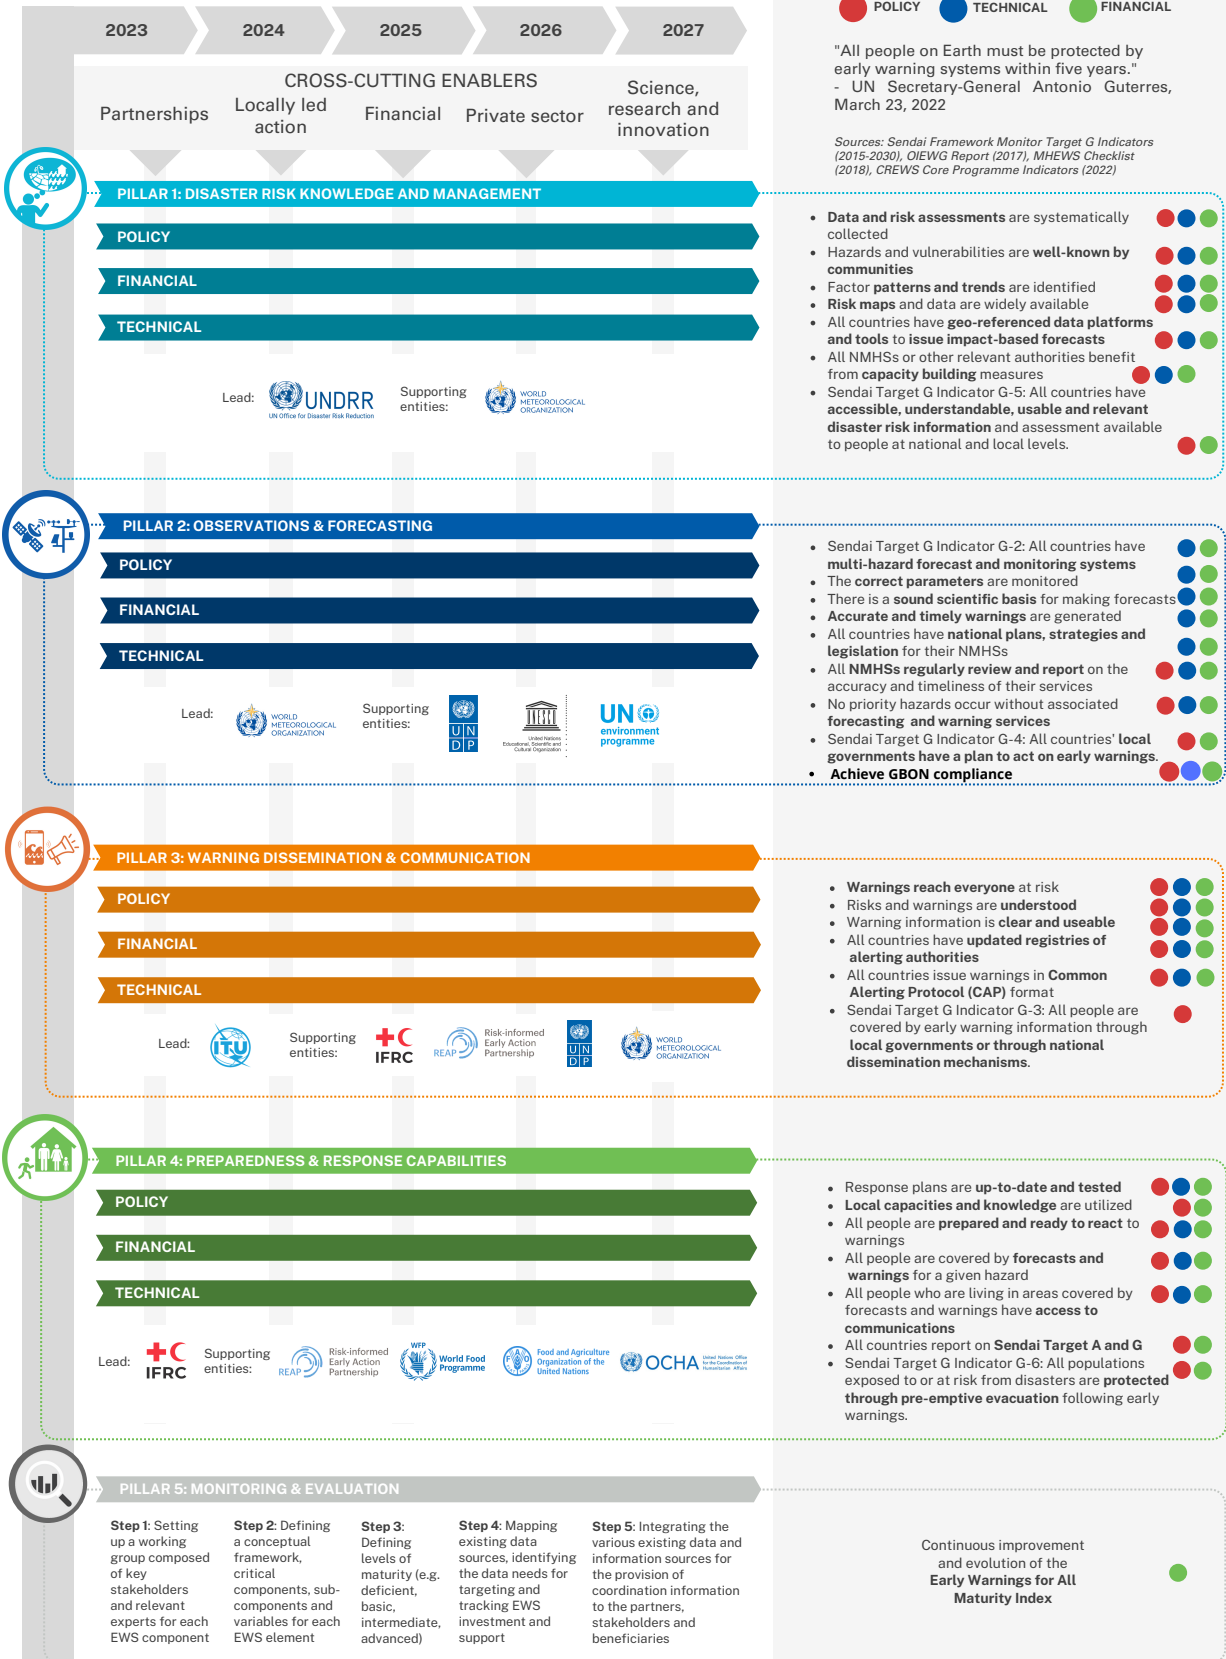 2023
2024
2025
2026
2027
CROSS-CUTTING ENABLERS
Partnerships
Locally led
action
Financial
Private sector
Science,
research and
innovation
POLICY
TECHNICAL
FINANCIAL
"All people on Earth must be protected by
early warning systems within five years."
- UN Secretary-General Antonio Guterres,
March 23, 2022
Sources: Sendai Framework Monitor Target G Indicators
(2015-2030), OIEWG Report (2017), MHEWS Checklist
(2018), CREWS Core Programme Indicators (2022)
PILLAR 1: DISASTER RISK KNOWLEDGE AND MANAGEMENT
POLICY
FINANCIAL
TECHNICAL
Lead:
UNDRR
UN Office for Disaster Risk Reduction
Supporting
entities:
WORLD
METEOROLOGICAL
ORGANIZATION
• Data and risk assessments are systematically
collected
• Hazards and vulnerabilities are well-known by
communities
• Factor patterns and trends are identified
• Risk maps and data are widely available
• All countries have geo-referenced data platforms
and tools to issue impact-based forecasts
• All NMHSs or other relevant authorities benefit
from capacity building measures
• Sendai Target G Indicator G-5: All countries have
accessible, understandable, usable and relevant
disaster risk information and assessment available
to people at national and local levels.
PILLAR 2: OBSERVATIONS & FORECASTING
POLICY
FINANCIAL
TECHNICAL
Lead:
WORLD
METEOROLOGICAL
ORGANIZATION
Supporting
entities:
U N
D P
United Nations
Educational, Scientific and
Cultural Organization
UN
environment
programme
• Sendai Target G Indicator G-2: All countries have
multi-hazard forecast and monitoring systems
• The correct parameters are monitored
• There is a sound scientific basis for making forecasts
• Accurate and timely warnings are generated
• All countries have national plans, strategies and
legislation for their NMHSs
• All NMHSs regularly review and report on the
accuracy and timeliness of their services
• No priority hazards occur without associated
forecasting and warning services
• Sendai Target G Indicator G-4: All countries' local
governments have a plan to act on early warnings.
• Achieve GBON compliance
PILLAR 3: WARNING DISSEMINATION & COMMUNICATION
POLICY
FINANCIAL
TECHNICAL
Lead:
ITU
Supporting
entities:
IFRC
REAP
Risk-informed
Early Action
Partnership
U N
D P
WORLD
METEOROLOGICAL
ORGANIZATION
• Warnings reach everyone at risk
• Risks and warnings are understood
• Warning information is clear and useable
• All countries have updated registries of
alerting authorities
• All countries issue warnings in Common
Alerting Protocol (CAP) format
• Sendai Target G Indicator G-3: All people are
covered by early warning information through
local governments or through national
dissemination mechanisms.
PILLAR 4: PREPAREDNESS & RESPONSE CAPABILITIES
POLICY
FINANCIAL
TECHNICAL
Lead:
IFRC
Supporting
entities:
REAP
Risk-informed
Early Action
Partnership
WFP
World Food
Programme
FAO
Food and Agriculture
Organization of the
United Nations
OCHA
United Nations Office
for the Coordination of
Humanitarian Affairs
• Response plans are up-to-date and tested
• Local capacities and knowledge are utilized
• All people are prepared and ready to react to
warnings
• All people are covered by forecasts and
warnings for a given hazard
• All people who are living in areas covered by
forecasts and warnings have access to
communications
• All countries report on Sendai Target A and G
• Sendai Target G Indicator G-6: All populations
exposed to or at risk from disasters are protected
through pre-emptive evacuation following early
warnings.
PILLAR 5: MONITORING & EVALUATION
Step 1: Setting
up a working
group composed
of key
stakeholders
and relevant
experts for each
EWS component
Step 2: Defining
a conceptual
framework,
critical
components, sub-
components and
variables for each
EWS element
Step 3:
Defining
levels of
maturity (e.g.
deficient,
basic,
intermediate,
advanced)
Step 4: Mapping
existing data
sources, identifying
the data needs for
targeting and
tracking EWS
investment and
support
Step 5: Integrating the
various existing data and
information sources for
the provision of
coordination information
to the partners,
stakeholders and
beneficiaries
Continuous improvement
and evolution of the
Early Warnings for All
Maturity Index